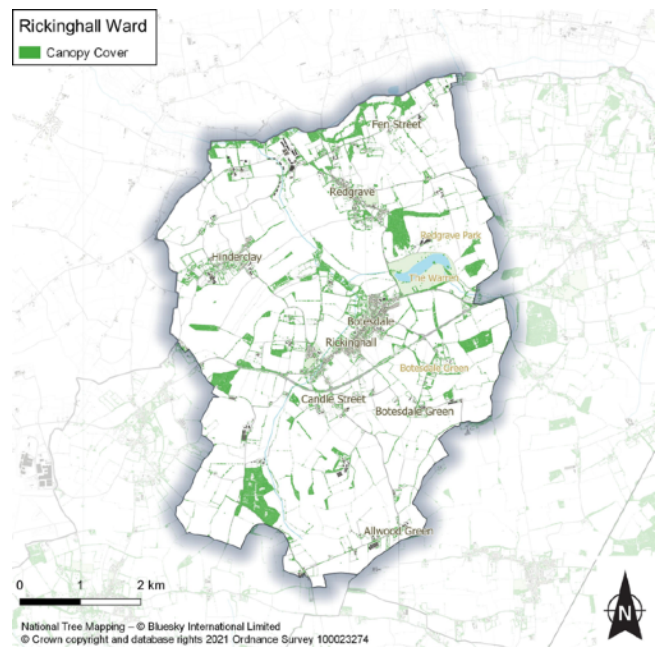 Rickinghall Ward
Canopy Cover
Fen Street
Redgrave
Redgrave Park
Hinderclay
The Warren
Botesdale
Rickinghall
Botesdale Green
Candle Street
Botesdale Green
Allwood Green
0 1 2 km
N
National Tree Mapping – © Bluesky International Limited
© Crown copyright and database rights 2021 Ordnance Survey 100023274